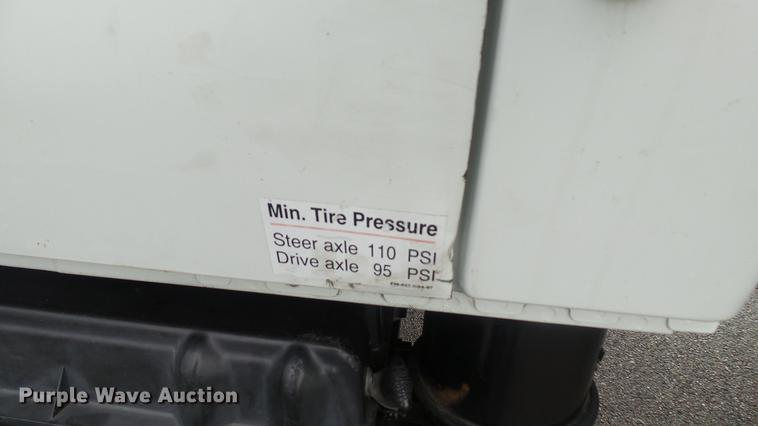 Min. Tire Pressure
Steer axle 110 PSI
Drive axle 95 PSI
Purple Wave Auction